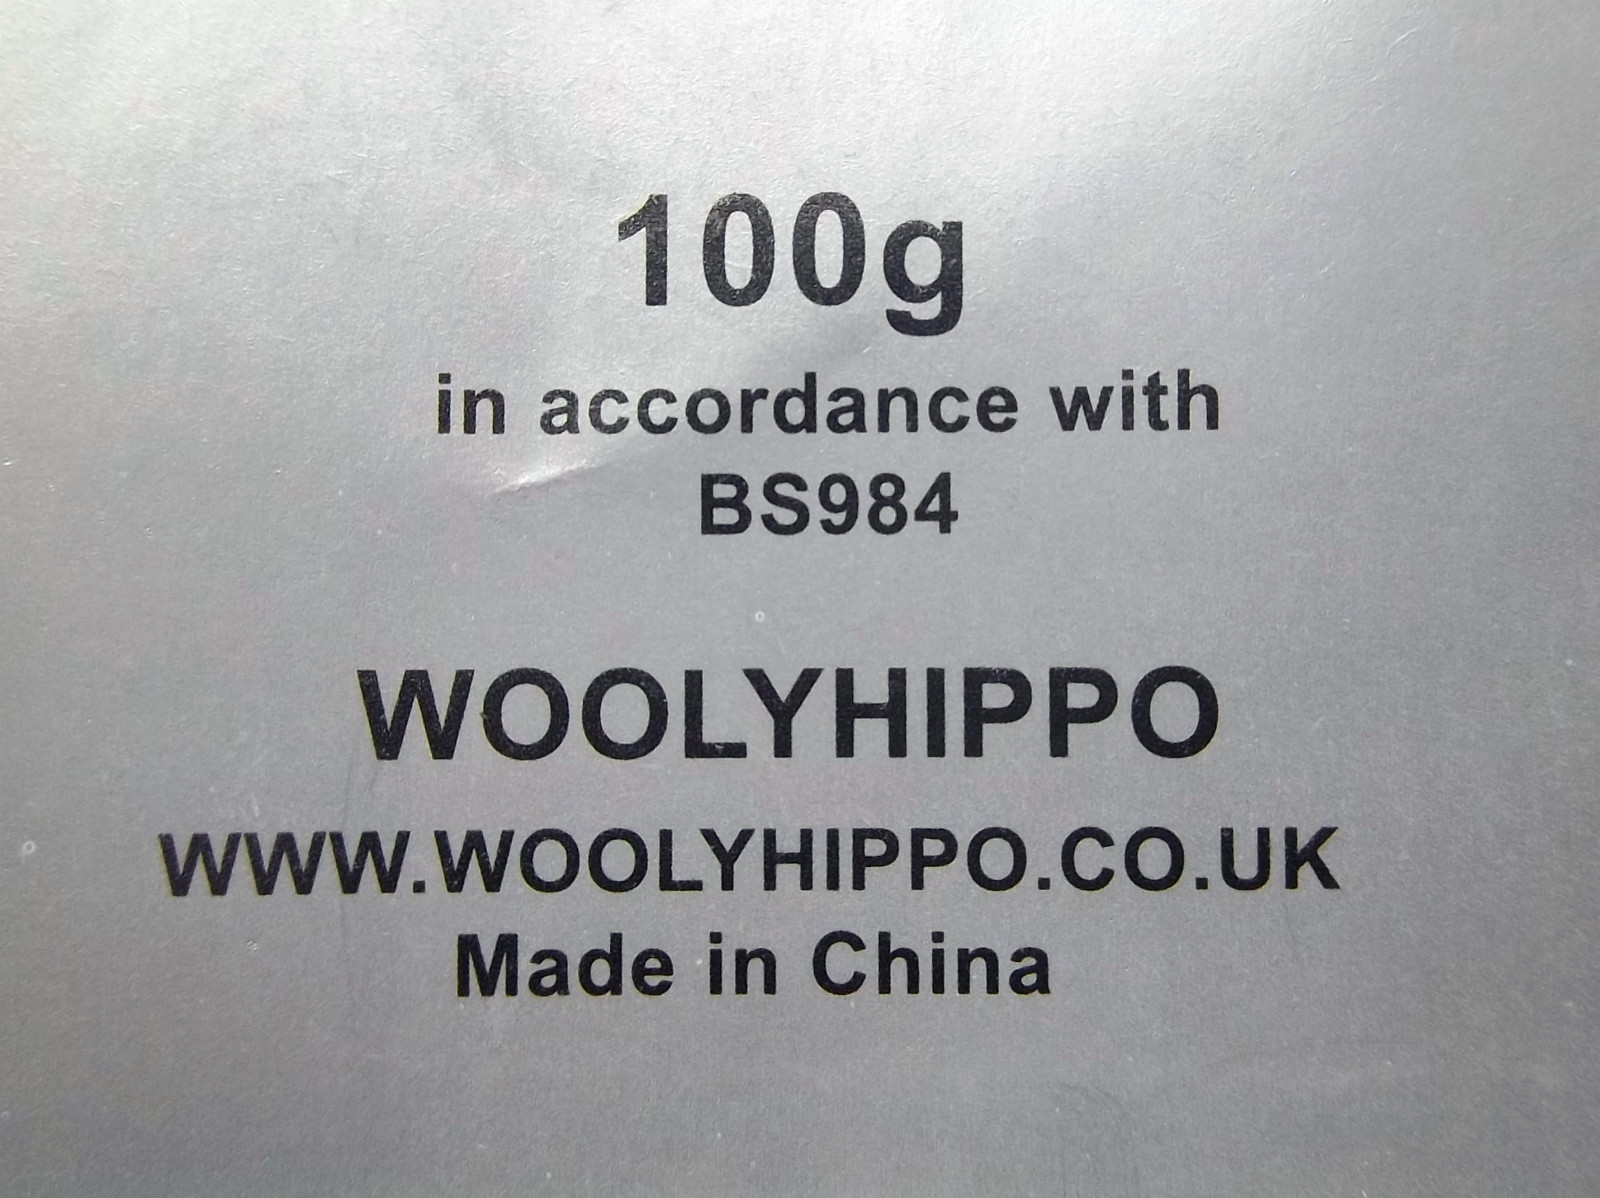 100g
in accordance with
BS984
WOOLYHIPPO
WWW.WOOLYHIPPO.CO.UK
Made in China